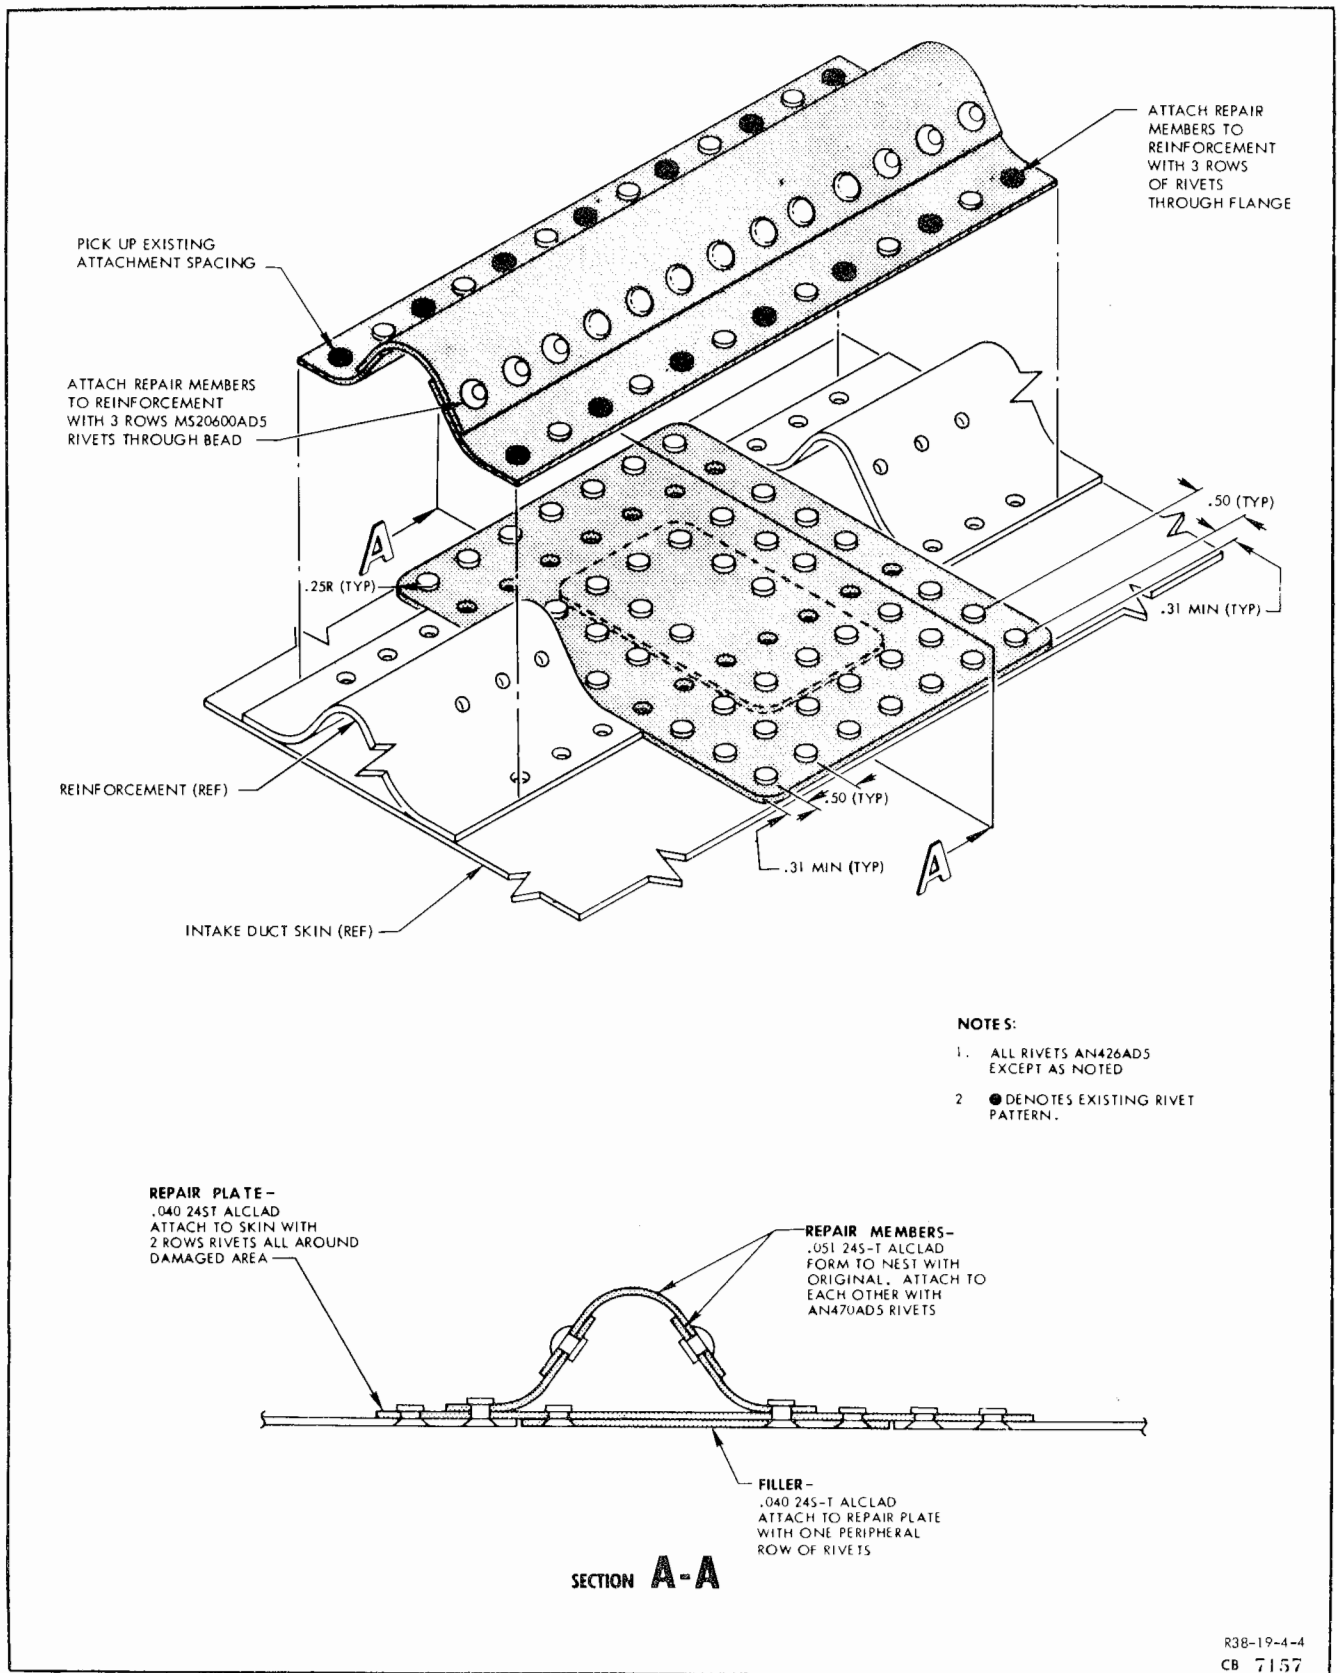 ATTACH REPAIR
MEMBERS TO
REINFORCEMENT
WITH 3 ROWS
OF RIVETS
THROUGH FLANGE
PICK UP EXISTING
ATTACHMENT SPACING
ATTACH REPAIR MEMBERS
TO REINFORCEMENT
WITH 3 ROWS MS20600AD5
RIVETS THROUGH BEAD
.50 (TYP)
A
.25R (TYP)
.31 MIN (TYP)
REINFORCEMENT (REF)
.50 (TYP)
.31 MIN (TYP)
A
INTAKE DUCT SKIN (REF)
NOTES:
1. ALL RIVETS AN426AD5
EXCEPT AS NOTED
2 DENOTES EXISTING RIVET
PATTERN.
REPAIR PLATE-
.040 24ST ALCLAD
ATTACH TO SKIN WITH
2 ROWS RIVETS ALL AROUND
DAMAGED AREA
REPAIR MEMBERS-
.051 24S-T ALCLAD
FORM TO NEST WITH
ORIGINAL. ATTACH TO
EACH OTHER WITH
AN470AD5 RIVETS
FILLER-
.040 24S-T ALCLAD
ATTACH TO REPAIR PLATE
WITH ONE PERIPHERAL
ROW OF RIVETS
SECTION A-A
R38-19-4-4
CB 7157